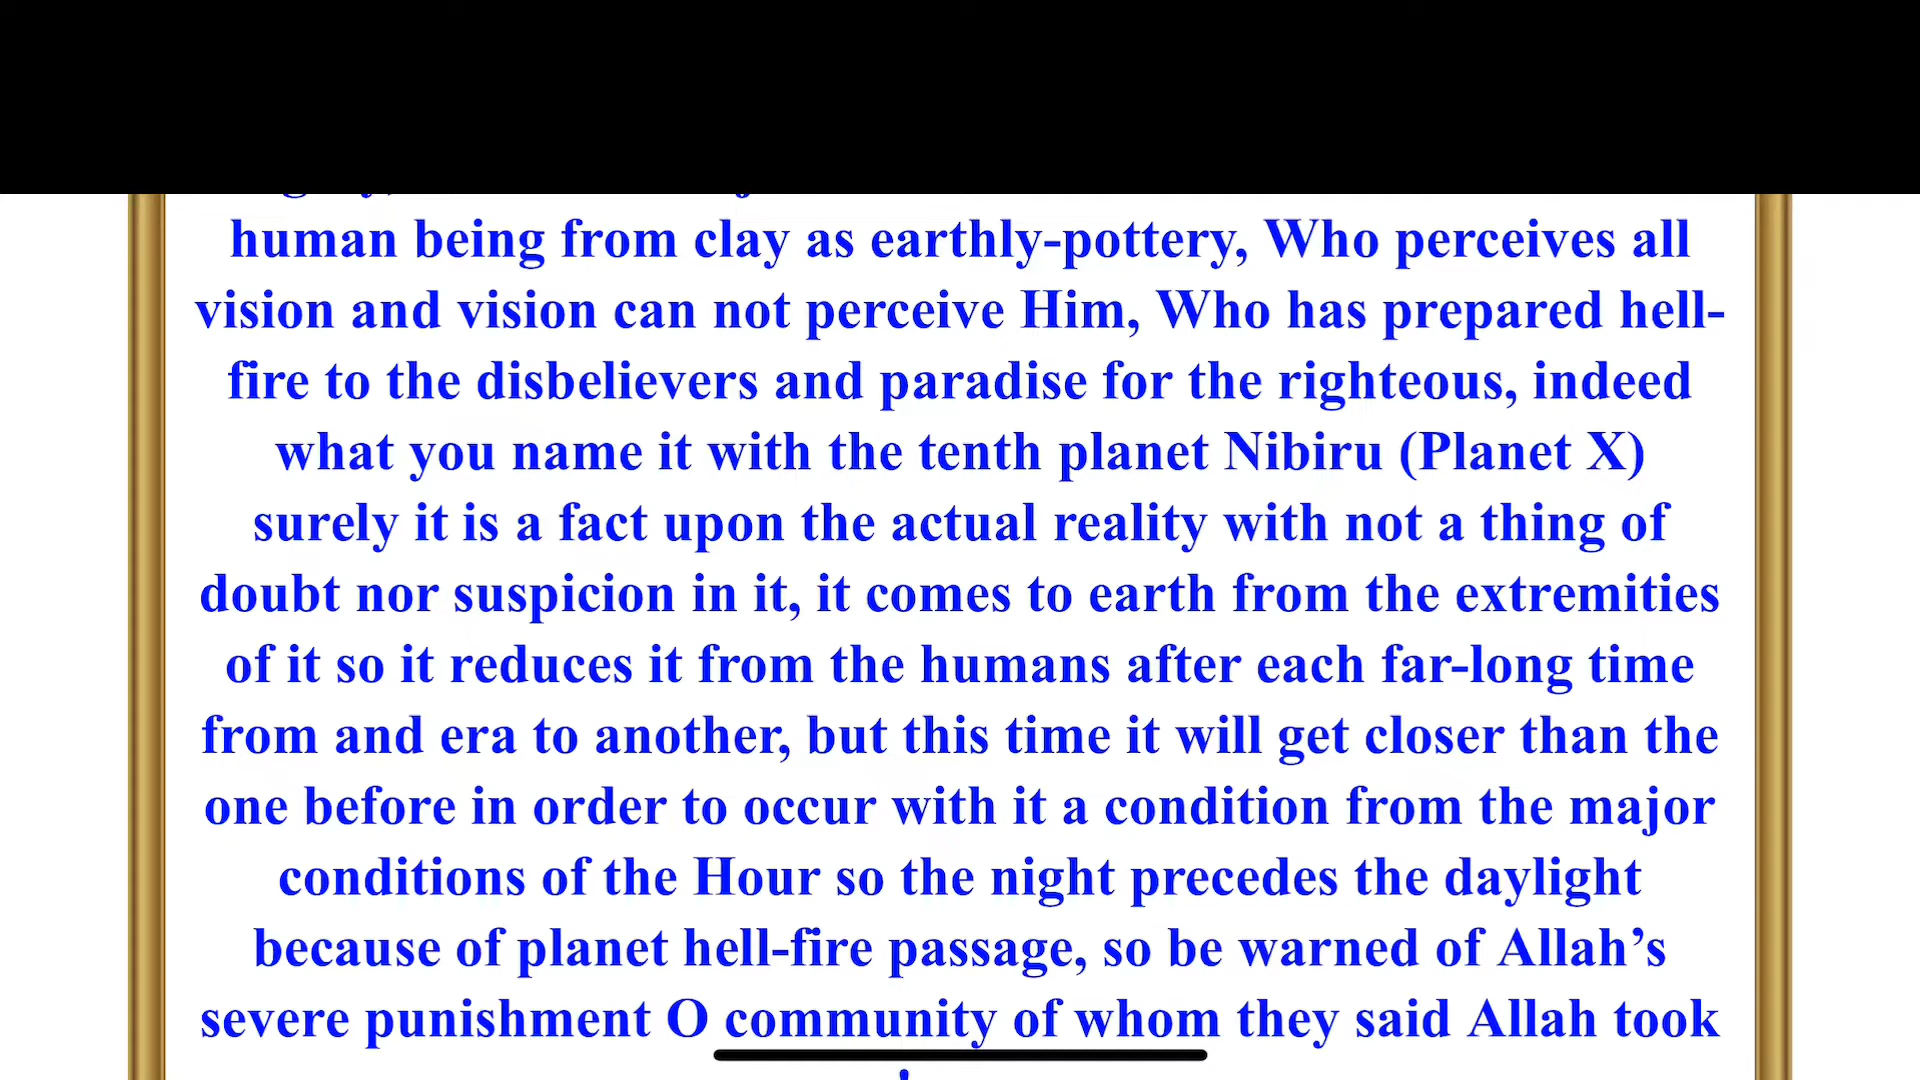 human being from clay as earthly-pottery, Who perceives all
vision and vision can not perceive Him, Who has prepared hell-
fire to the disbelievers and paradise for the righteous, indeed
what you name it with the tenth planet Nibiru (Planet X)
surely it is a fact upon the actual reality with not a thing of
doubt nor suspicion in it, it comes to earth from the extremities
of it so it reduces it from the humans after each far-long time
from and era to another, but this time it will get closer than the
one before in order to occur with it a condition from the major
conditions of the Hour so the night precedes the daylight
because of planet hell-fire passage, so be warned of Allah’s
severe punishment O community of whom they said Allah took